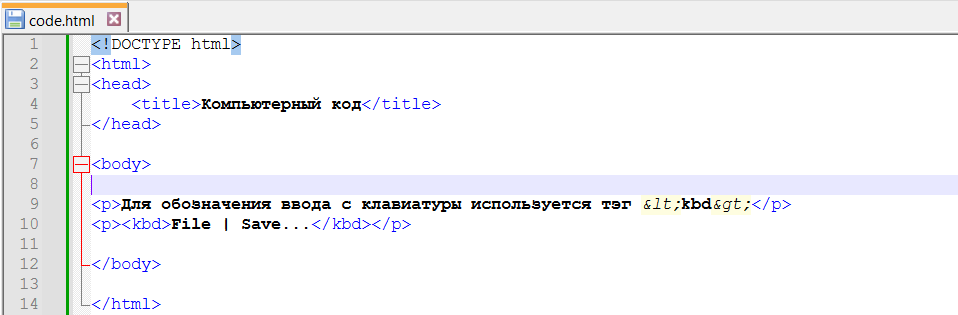 code.html
1 <!DOCTYPE html>
2 <html>
3 <head>
4 <title>Компьютерный код</title>
5 </head>
6
7 <body>
8
9 <p>Для обозначения ввода с клавиатуры используется тэг &lt;kbd&gt;</p>
10 <p><kbd>File | Save...</kbd></p>
11
12 </body>
13
14 </html>